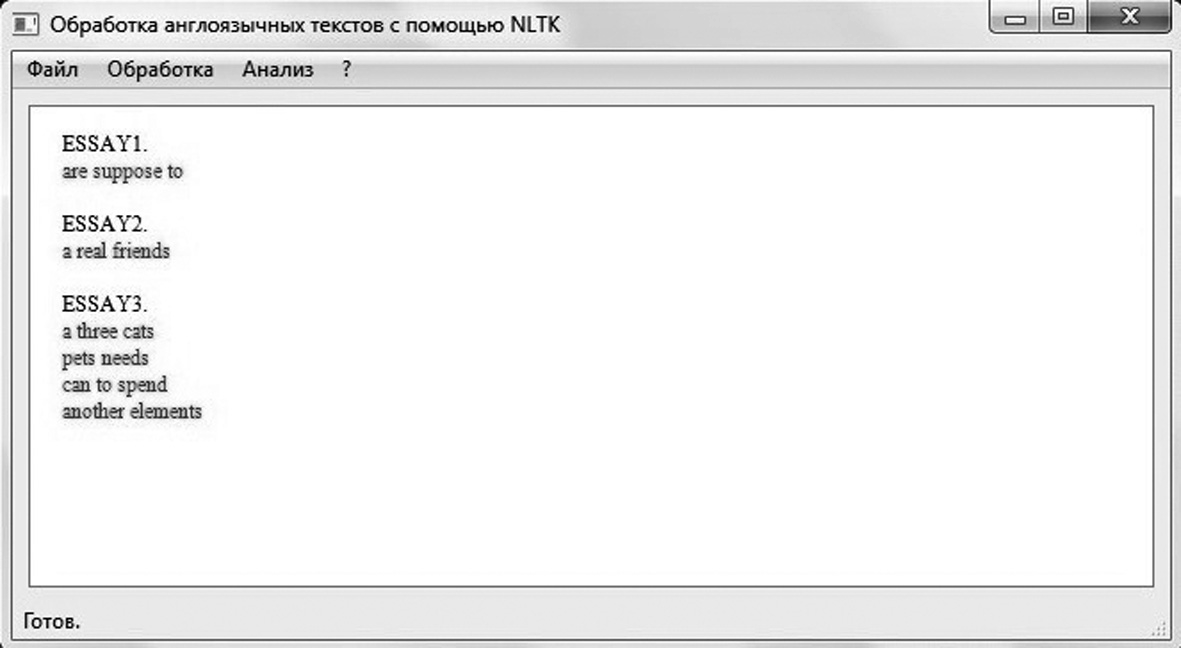 Обработка англоязычных текстов с помощью NLTK
Файл Обработка Анализ ?
ESSAY1.
are suppose to
ESSAY2.
a real friends
ESSAY3.
a three cats
pets needs
can to spend
another elements
Готов.